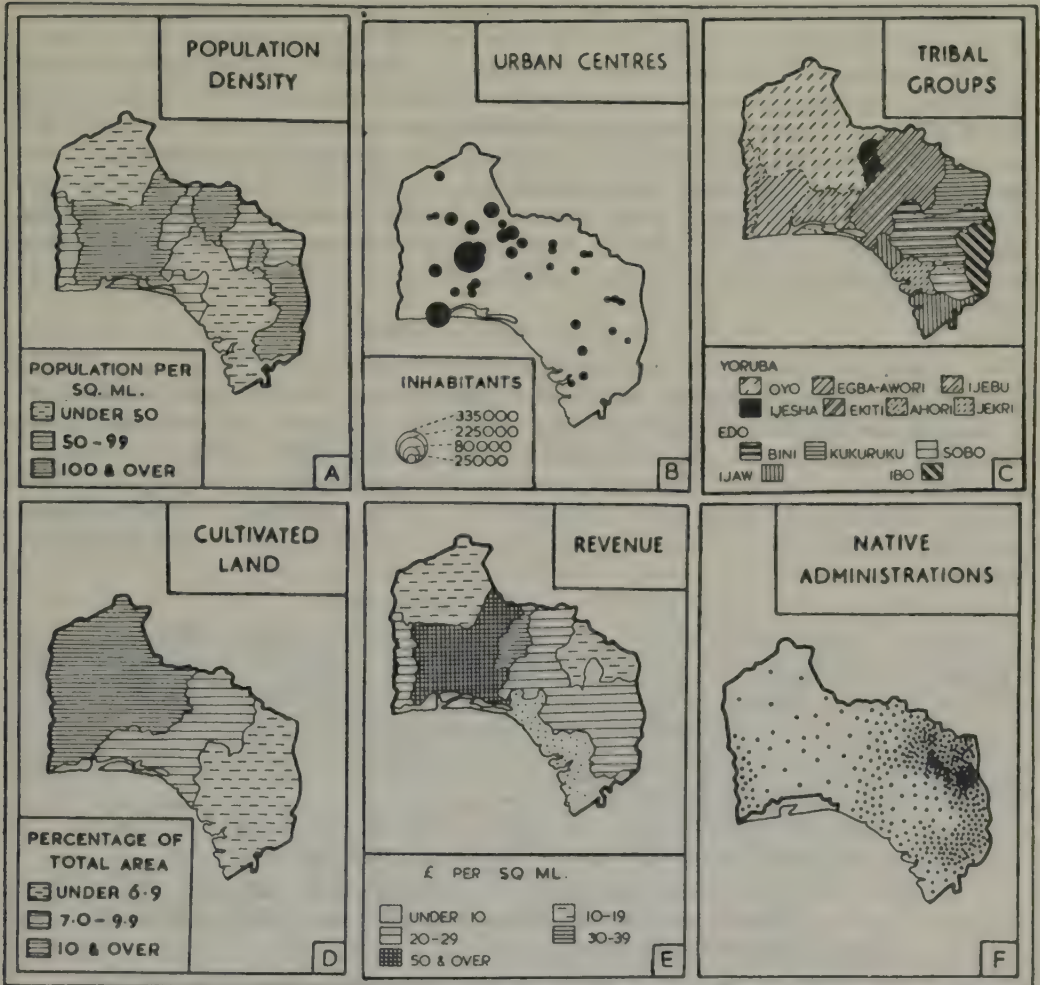 POPULATION
DENSITY
POPULATION PER
SQ. ML.
UNDER 50
50-99
100 & OVER
A
URBAN CENTRES
INHABITANTS
335000
225000
80000
25000
B
TRIBAL
GROUPS
YORUBA
OYO EGBA-AWORI IJEBU
IJESHA EKITI AHORI JEKRI
EDO
BINI KUKURUKU SOBO
IJAW IBO
C
CULTIVATED
LAND
PERCENTAGE OF
TOTAL AREA
UNDER 6·9
7·0-9·9
10 & OVER
D
REVENUE
£ PER SQ ML.
UNDER 10 10-19
20-29 30-39
50 & OVER
E
NATIVE
ADMINISTRATIONS
F